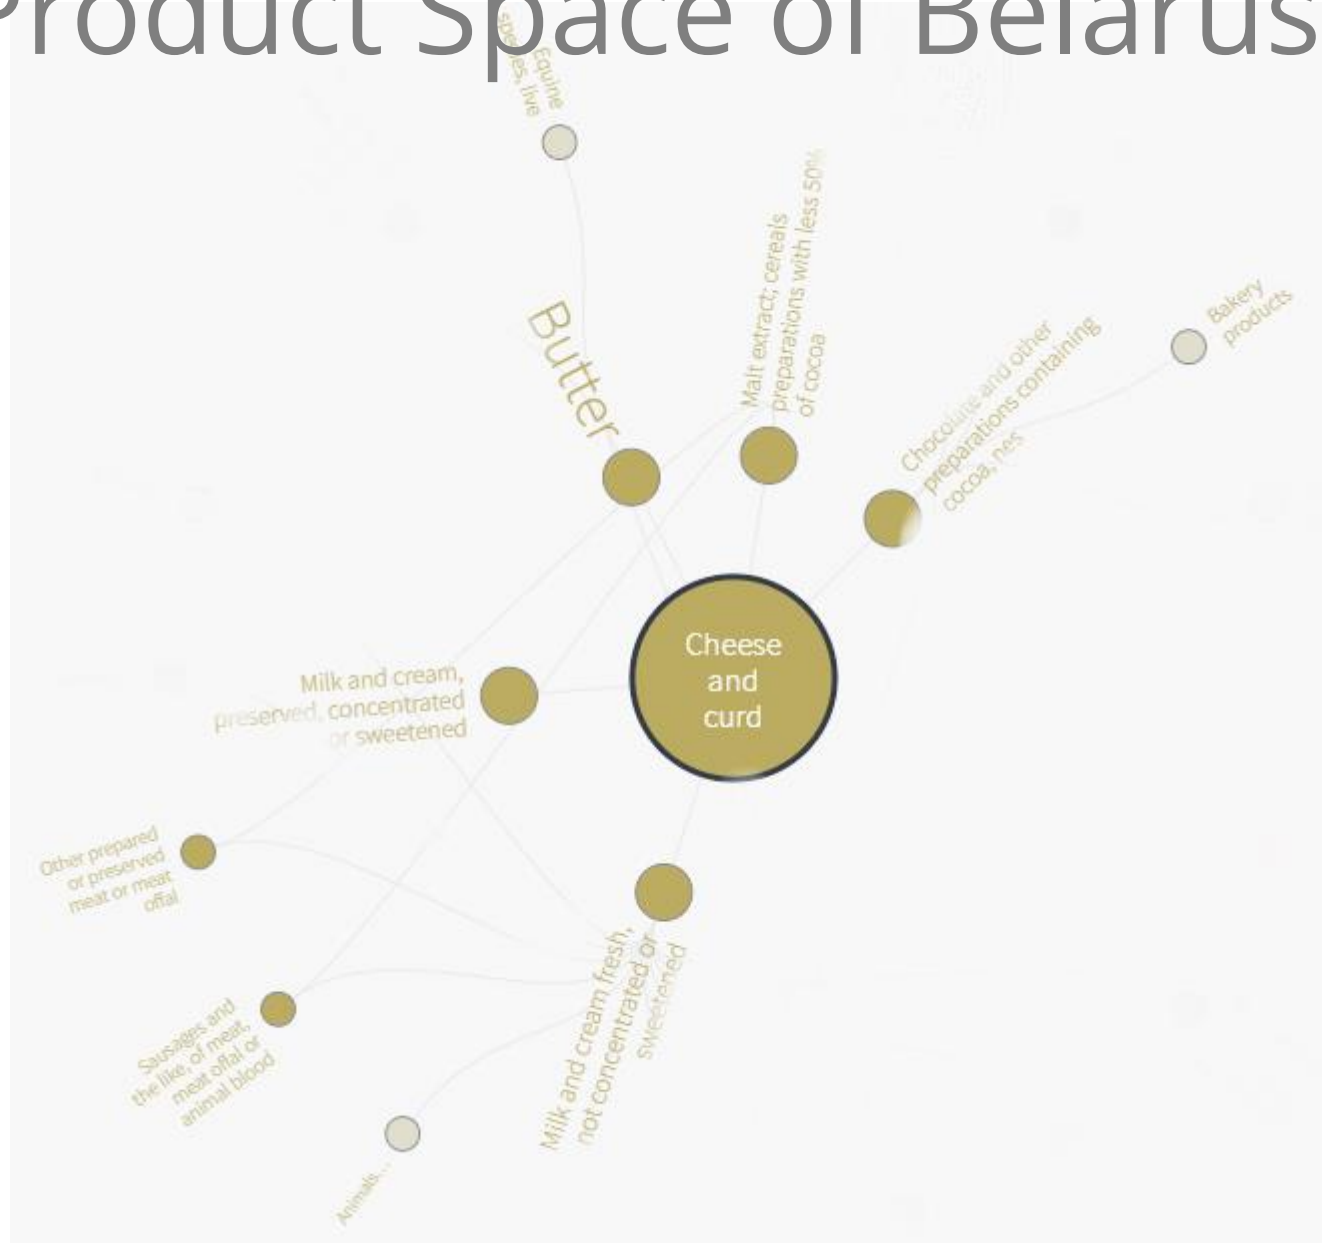 Product Space of Belarus
Equine
species, live
Butter
Malt extract; cereals
preparations with less 50%
of cocoa
Chocolate and other
preparations containing
cocoa, nes
Bakery
products
Cheese
and
curd
Milk and cream,
preserved, concentrated
or sweetened
Other prepared
or preserved
meat or meat
offal
Sausages and
the like, of meat,
meat offal or
animal blood
Milk and cream fresh,
not concentrated or
sweetened
Animals...